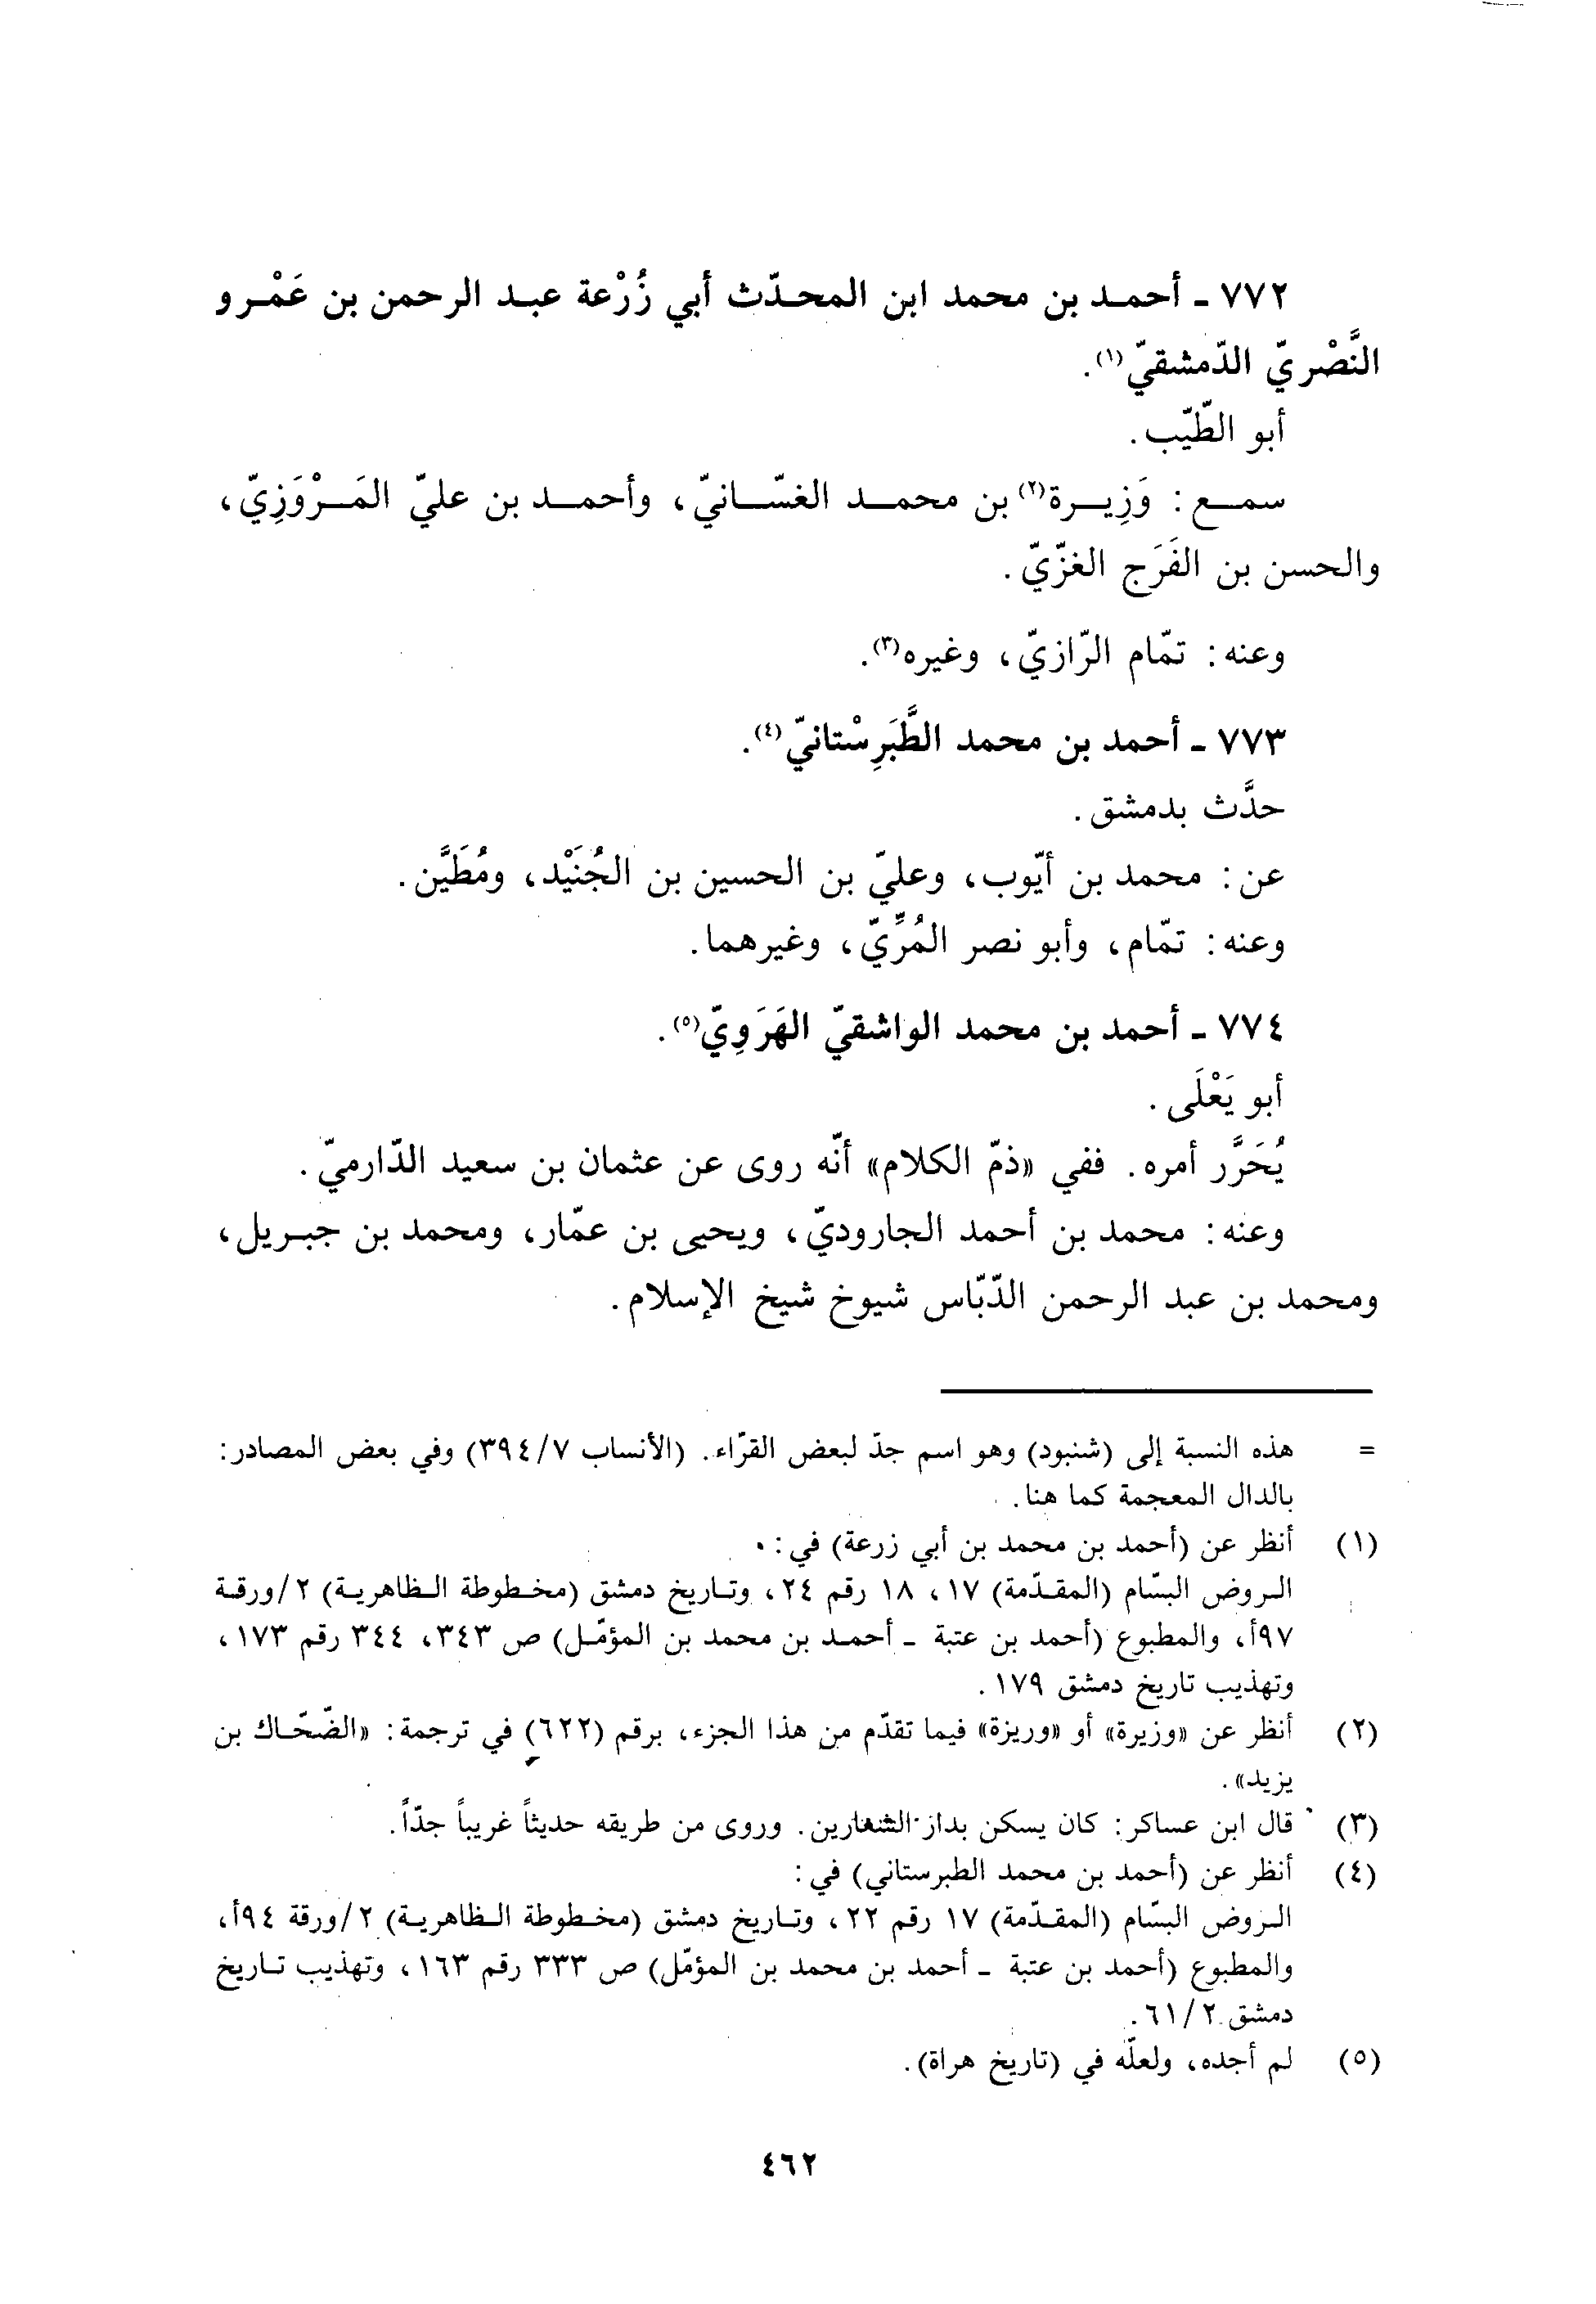 ٧٧٢ - أحمد بن محمد ابن المحدّث أبي زُرْعة عبد الرحمن بن عَمْرو
النَّصْريّ الدّمشقيّ(١).
أبو الطّيّب.
سمع: وَزِيرة(٢) بن محمد الغسّانيّ، وأحمد بن عليّ المَرْوَزِيّ،
والحسن بن الفَرَج الغزّيّ.
وعنه: تمّام الرّازيّ، وغيره(٣).
٧٧٣ - أحمد بن محمد الطَّبَرِسْتانيّ(٤).
حدَّث بدمشق.
عن: محمد بن أيّوب، وعليّ بن الحسين بن الجُنَيْد، ومُطَيَّن.
وعنه: تمّام، وأبو نصر المُرِّيّ، وغيرهما.
٧٧٤ - أحمد بن محمد الواشقيّ الهَرَوِيّ(٥).
أبو يَعْلَى.
يُحَرَّر أمره. ففي «ذمّ الكلام» أنّه روى عن عثمان بن سعيد الدّارميّ.
وعنه: محمد بن أحمد الجاروديّ، ويحيى بن عمّار، ومحمد بن جبريل،
ومحمد بن عبد الرحمن الدّبّاس شيوخ شيخ الإسلام.
= هذه النسبة إلى (شنبود) وهو اسم جدّ لبعض القرّاء. (الأنساب ٣٩٤/٧) وفي بعض المصادر:
بالدال المعجمة كما هنا.
(١) أنظر عن (أحمد بن محمد بن أبي زرعة) في:
الروض البسّام (المقدّمة) ١٧، ١٨ رقم ٢٤، وتاريخ دمشق (مخطوطة الظاهرية) ٢/ورقة
٩٧أ، والمطبوع (أحمد بن عتبة - أحمد بن محمد بن المؤمّل) ص ٣٤٣، ٣٤٤ رقم ١٧٣،
وتهذيب تاريخ دمشق ١٧٩.
(٢) أنظر عن «وزيرة» أو «وريزة» فيما تقدّم من هذا الجزء، برقم (٦٢٢) في ترجمة: «الضّحّاك بن
يزيد».
(٣) قال ابن عساكر: كان يسكن بدار الشعارين. وروى من طريقه حديثاً غريباً جدّاً.
(٤) أنظر عن (أحمد بن محمد الطبرستاني) في:
الروض البسّام (المقدّمة) ١٧ رقم ٢٢، وتاريخ دمشق (مخطوطة الظاهرية) ٢/ورقة ٩٤أ،
والمطبوع (أحمد بن عتبة - أحمد بن محمد بن المؤمّل) ص ٣٣٣ رقم ١٦٣، وتهذيب تاريخ
دمشق ٦١/٢.
(٥) لم أجده، ولعلّه في (تاريخ هراة).
٤٦٢